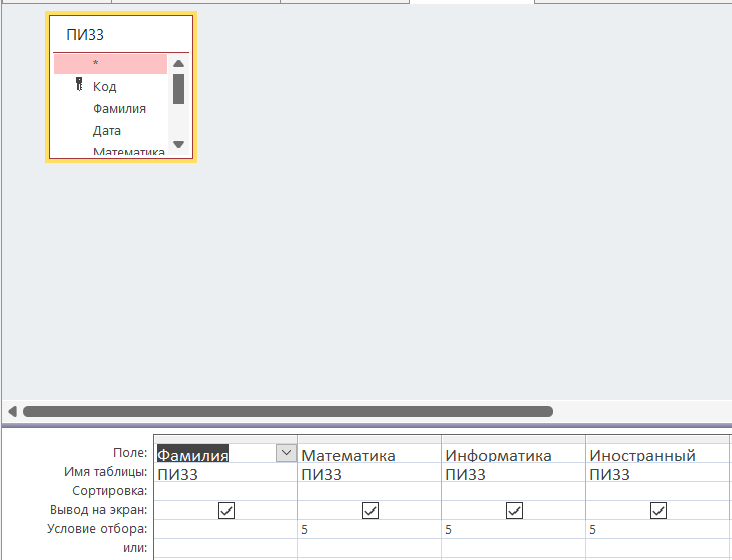 ПИЗЗ
*
Код
Фамилия
Дата
Математика
Поле: Фамилия Математика Информатика Иностранный
Имя таблицы: ПИЗЗ ПИЗЗ ПИЗЗ ПИЗЗ
Сортировка:
Вывод на экран:
Условие отбора: 5 5 5
или: